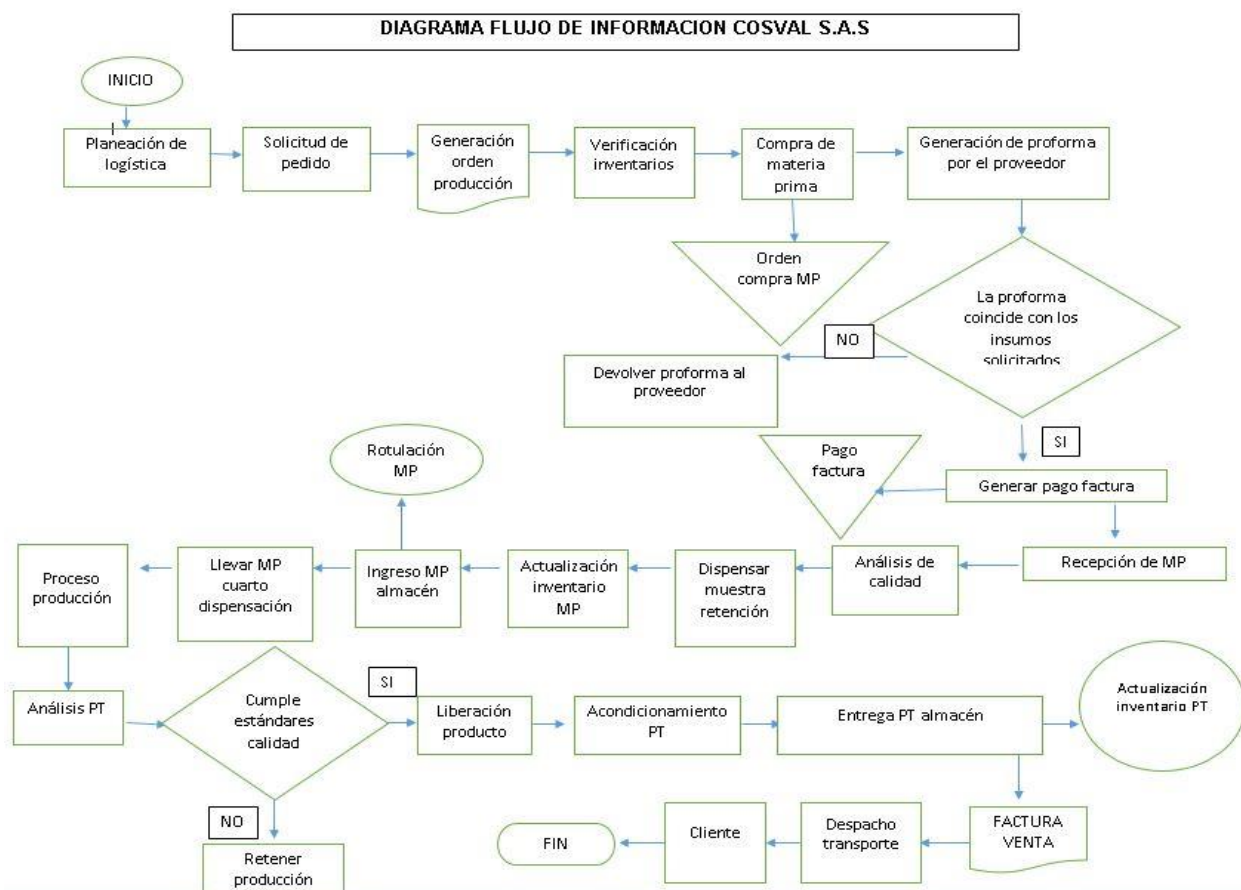 DIAGRAMA FLUJO DE INFORMACION COSVAL S.A.S
INICIO
Planeación de
logística
Solicitud de
pedido
Generación
orden
producción
Verificación
inventarios
Compra de
materia
prima
Generación de proforma
por el proveedor
Orden
compra MP
La proforma
coincide con los
insumos
solicitados
NO
Devolver proforma al
proveedor
SI
Pago
factura
Generar pago factura
Rotulación
MP
Recepción de MP
Análisis de
calidad
Dispensar
muestra
retención
Actualización
inventario
MP
Ingreso MP
almacén
Llevar MP
cuarto
dispensación
Proceso
producción
Análisis PT
Cumple
estándares
calidad
SI
Liberación
producto
Acondicionamiento
PT
Entrega PT almacén
Actualización
inventario PT
NO
Retener
producción
FACTURA
VENTA
Despacho
transporte
Cliente
FIN